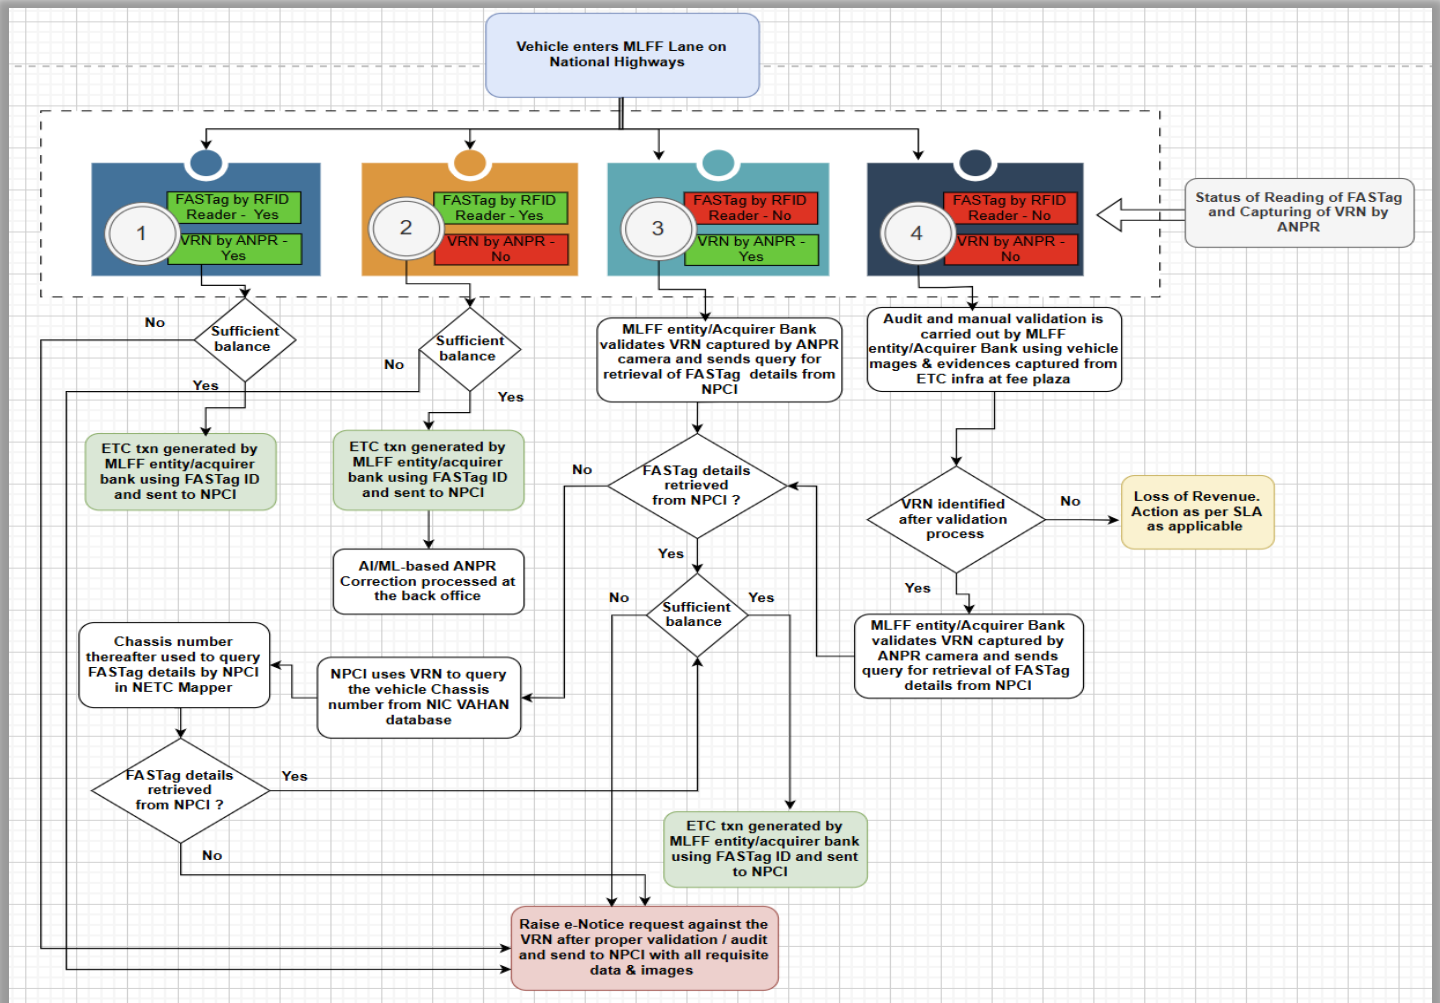 Vehicle enters MLFF Lane on
National Highways
1
FASTag by RFID
Reader - Yes
VRN by ANPR -
Yes
2
FASTag by RFID
Reader - Yes
VRN by ANPR -
No
3
FASTag by RFID
Reader - No
VRN by ANPR -
Yes
4
FASTag by RFID
Reader - No
VRN by ANPR -
No
Status of Reading of FASTag
and Capturing of VRN by
ANPR
No
Sufficient
balance
Yes
No
Sufficient
balance
Yes
MLFF entity/Acquirer Bank
validates VRN captured by ANPR
camera and sends query for
retrieval of FASTag details from
NPCI
Audit and manual validation is
carried out by MLFF
entity/Acquirer Bank using vehicle
mages & evidences captured from
ETC infra at fee plaza
ETC txn generated by
MLFF entity/acquirer
bank using FASTag ID
and sent to NPCI
ETC txn generated by
MLFF entity/acquirer
bank using FASTag ID
and sent to NPCI
No
FASTag details
retrieved
from NPCI ?
Yes
VRN identified
after validation
process
No
Yes
Loss of Revenue.
Action as per SLA
as applicable
AI/ML-based ANPR
Correction processed at
the back office
No
Sufficient
balance
Yes
MLFF entity/Acquirer Bank
validates VRN captured by
ANPR camera and sends
query for retrieval of FASTag
details from NPCI
Chassis number
thereafter used to query
FASTag details by NPCI
in NETC Mapper
NPCI uses VRN to query
the vehicle Chassis
number from NIC VAHAN
database
FASTag details
retrieved
from NPCI ?
Yes
No
ETC txn generated by
MLFF entity/acquirer bank
using FASTag ID and sent
to NPCI
Raise e-Notice request against the
VRN after proper validation / audit
and send to NPCI with all requisite
data & images